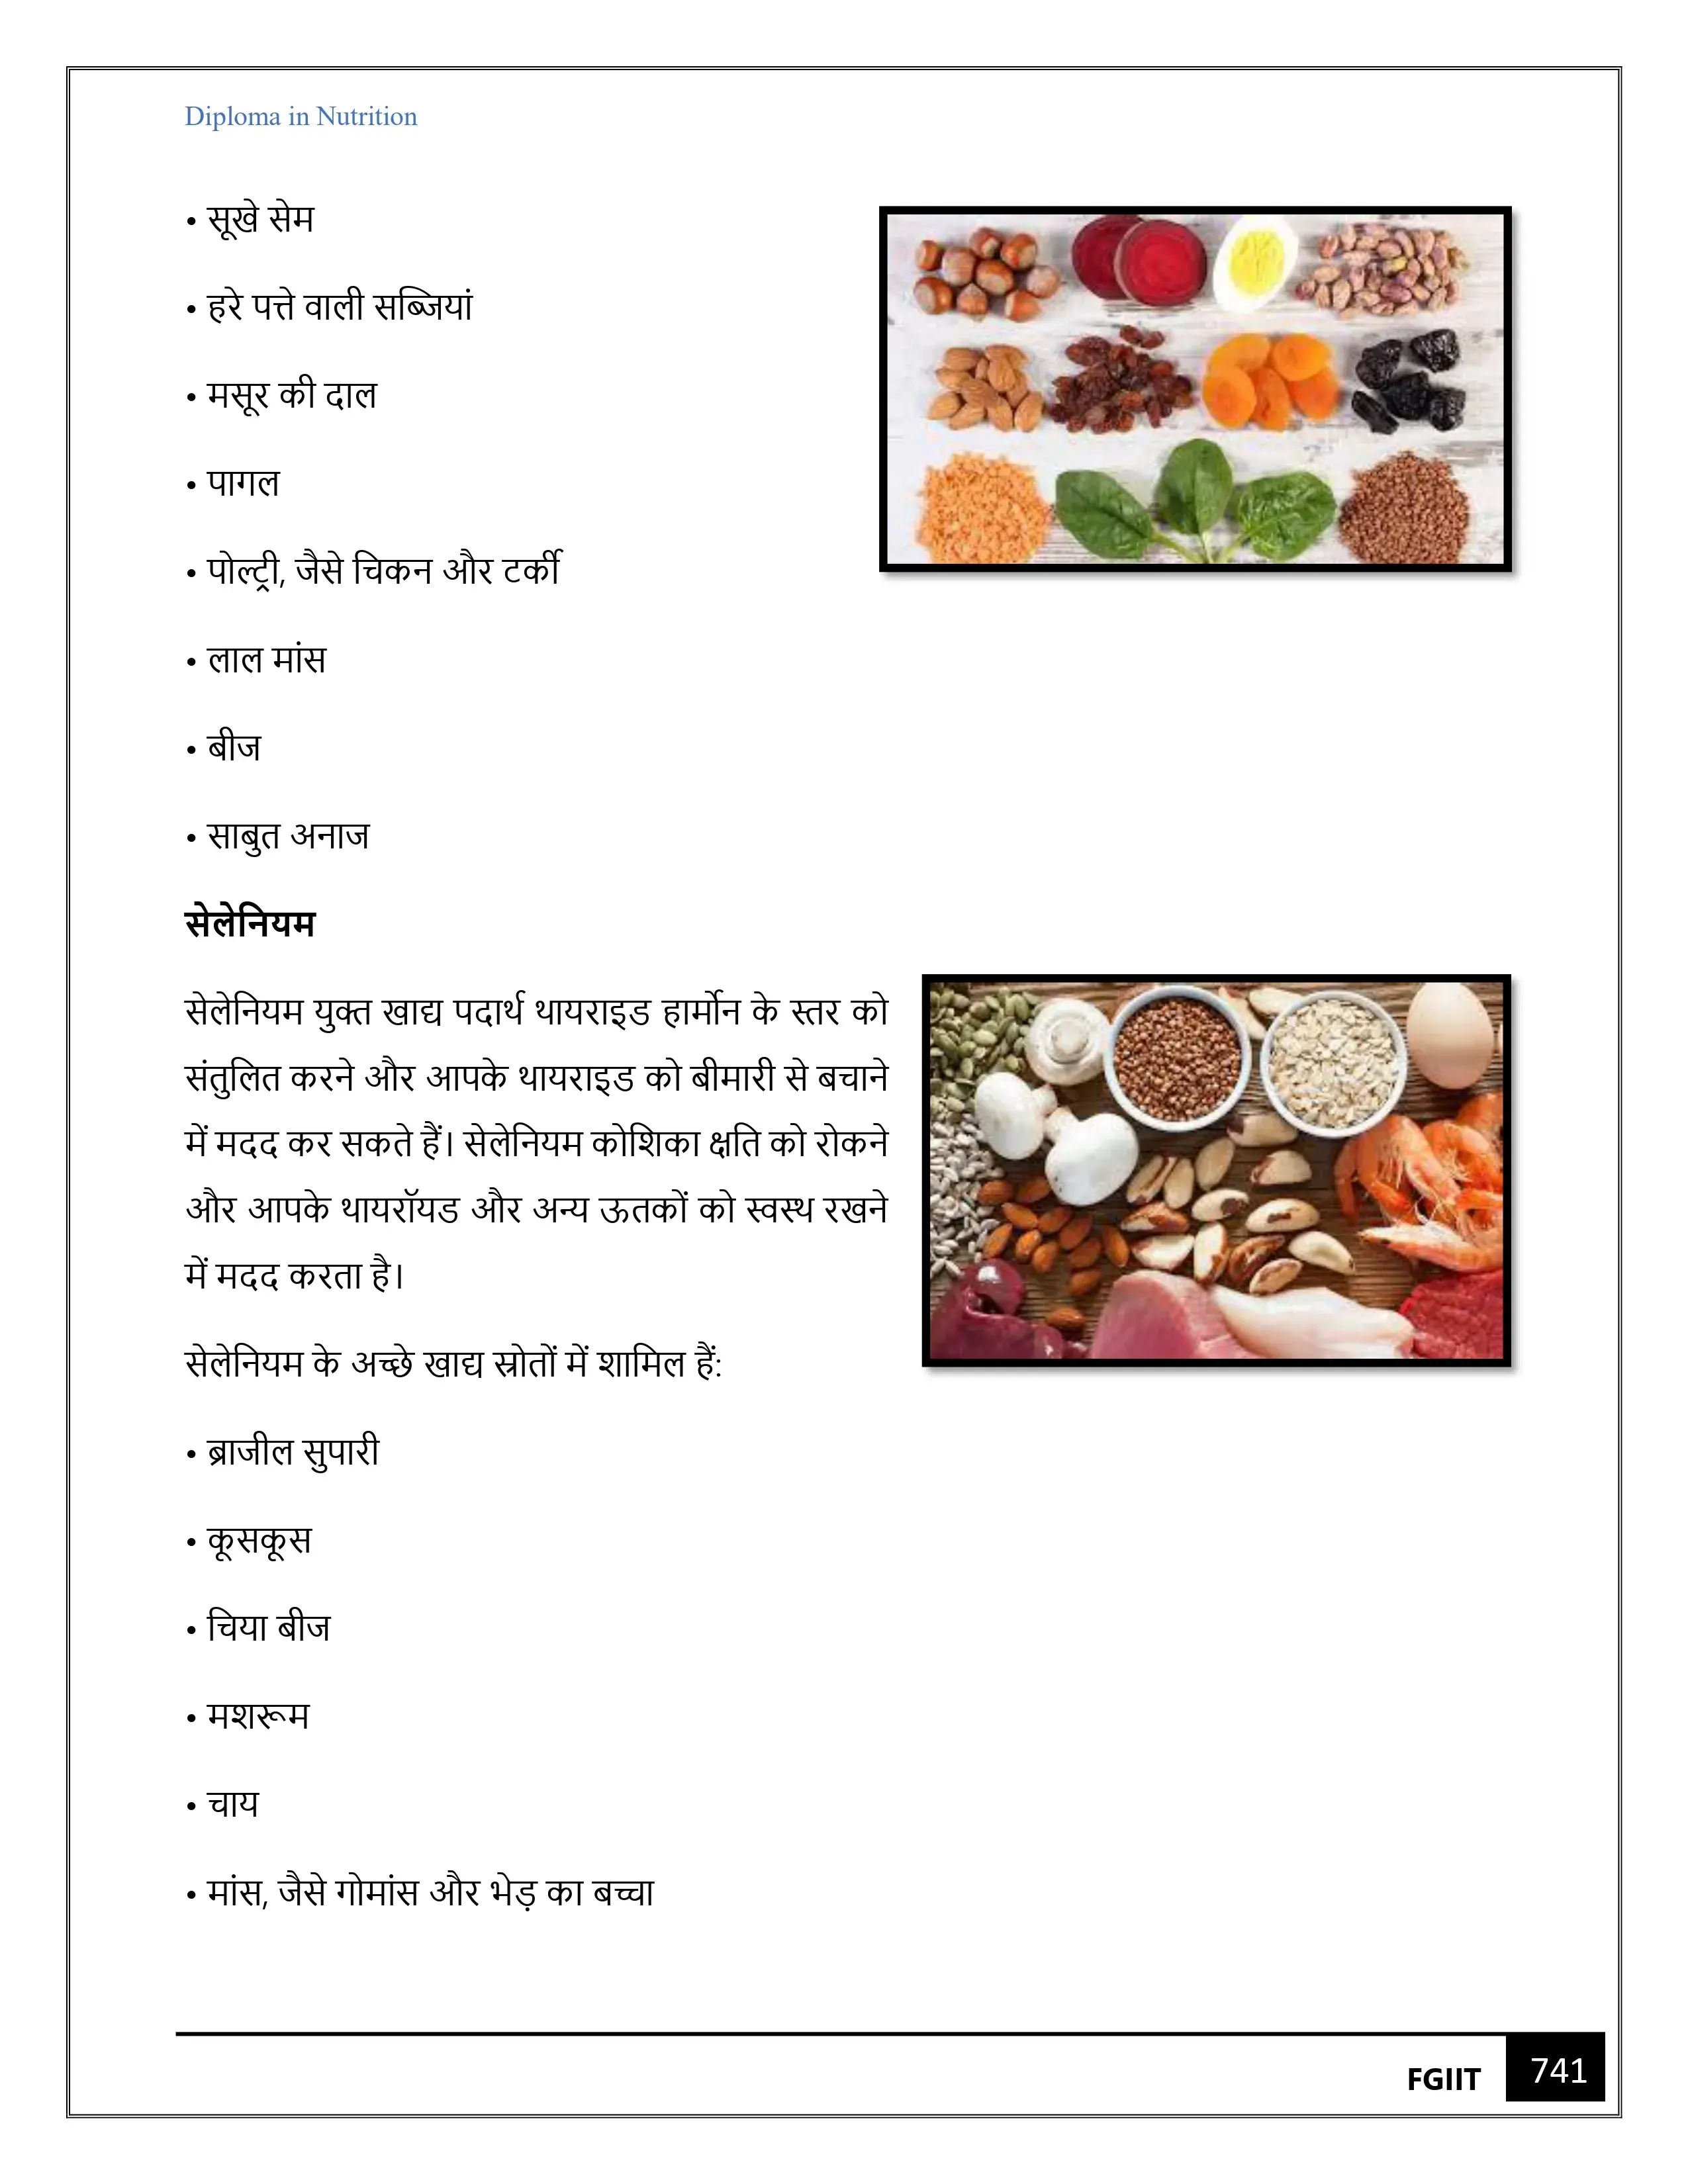 Diploma in Nutrition
• सूखे सेम
• हरे पत्ते वाली सब्जियां
• मसूर की दाल
• पागल
• पोल्ट्री, जैसे चिकन और टर्की
• लाल मांस
• बीज
• साबुत अनाज
सेलेनियम
सेलेनियम युक्त खाद्य पदार्थ थायराइड हार्मोन के स्तर को
संतुलित करने और आपके थायराइड को बीमारी से बचाने
में मदद कर सकते हैं। सेलेनियम कोशिका क्षति को रोकने
और आपके थायरॉयड और अन्य ऊतकों को स्वस्थ रखने
में मदद करता है।
सेलेनियम के अच्छे खाद्य स्रोतों में शामिल हैं:
• ब्राजील सुपारी
• कूसकूस
• चिया बीज
• मशरूम
• चाय
• मांस, जैसे गोमांस और भेड़ का बच्चा
FGIIT 741